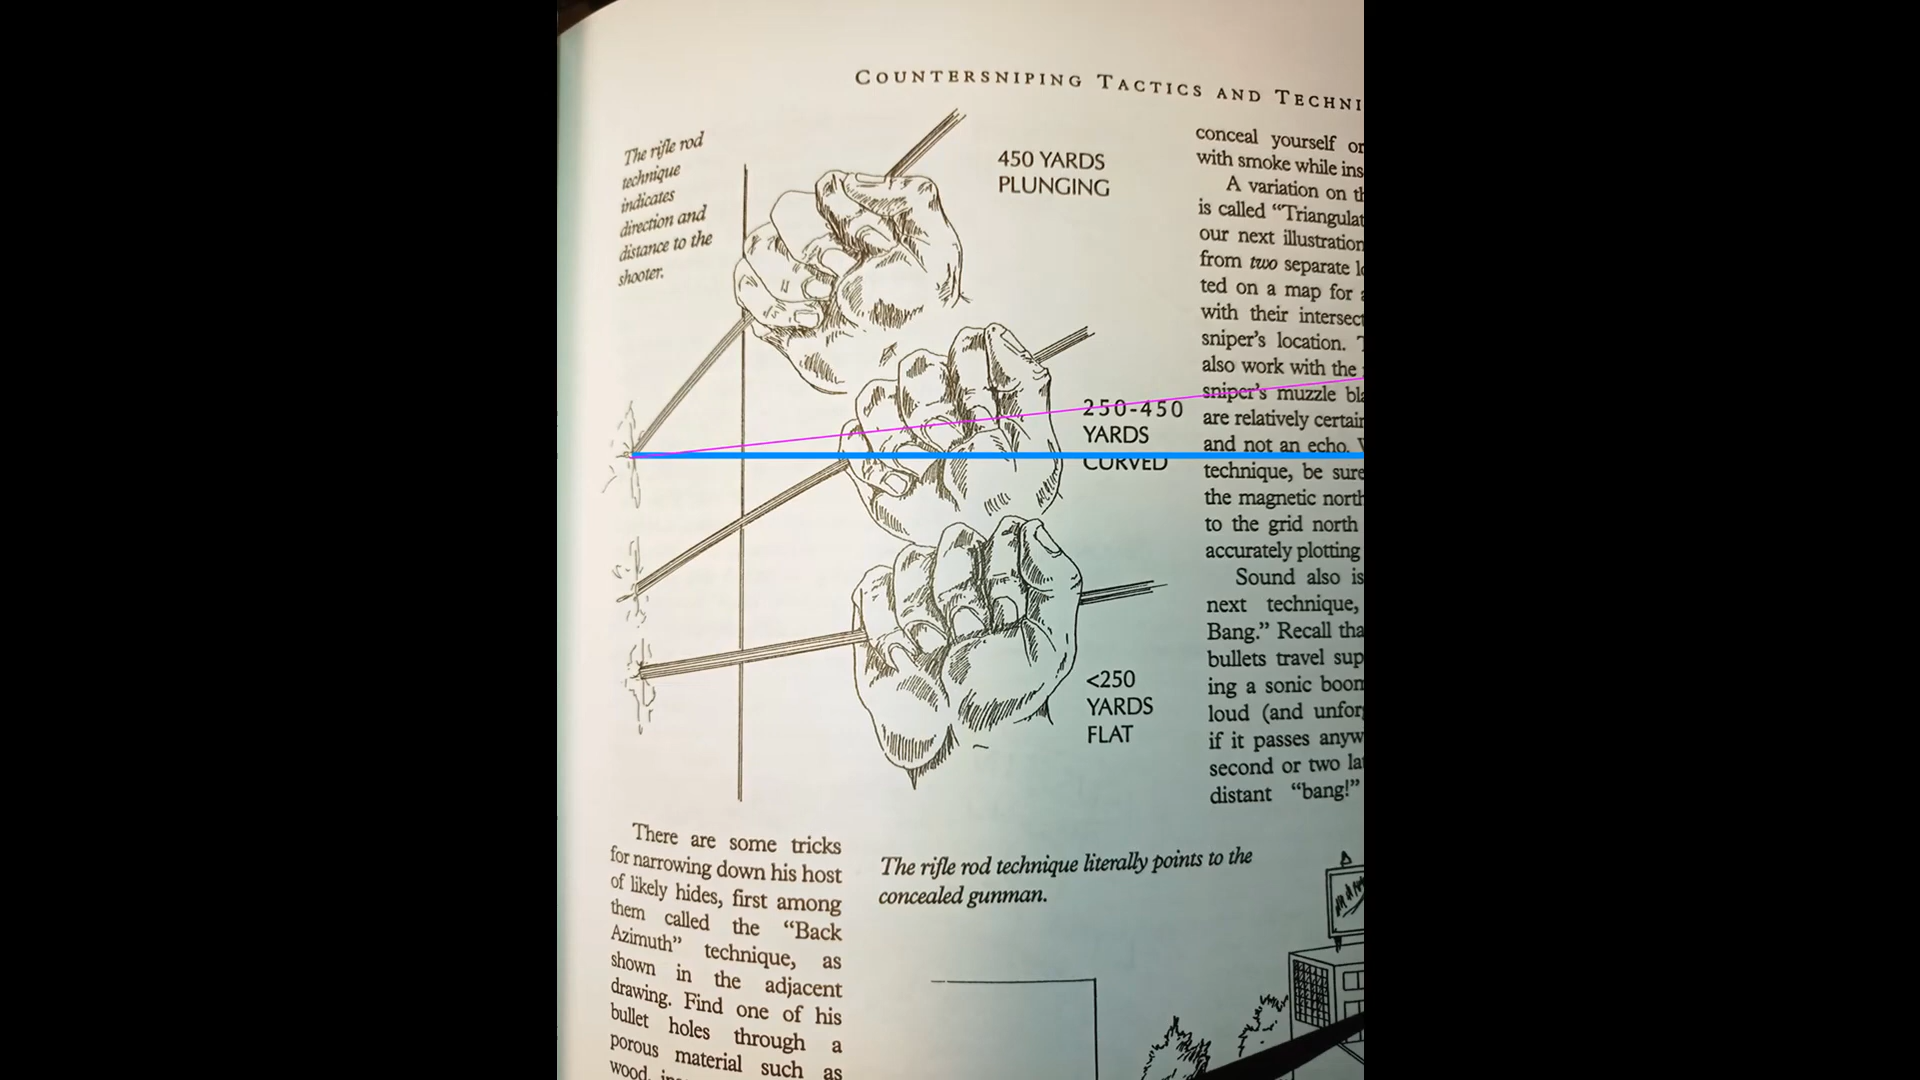 COUNTERSNIPING TACTICS AND TECHNI
The rifle rod
technique
indicates
direction and
distance to the
shooter.
450 YARDS
PLUNGING
250-450
YARDS
CURVED
<250
YARDS
FLAT
There are some tricks
for narrowing down his host
of likely hides, first among
them called the “Back
Azimuth” technique, as
shown in the adjacent
drawing. Find one of his
bullet holes through a
porous material such as
wood,
The rifle rod technique literally points to the
concealed gunman.
conceal yourself or
with smoke while ins
A variation on th
is called “Triangulat
our next illustration
from two separate lo
ted on a map for a
with their intersect
sniper’s location. T
also work with the
sniper’s muzzle bla
are relatively certain
and not an echo. W
technique, be sure
the magnetic north
to the grid north
accurately plotting
Sound also is
next technique,
Bang.” Recall tha
bullets travel sup
ing a sonic boom
loud (and unfor
if it passes anyw
second or two la
distant “bang!”